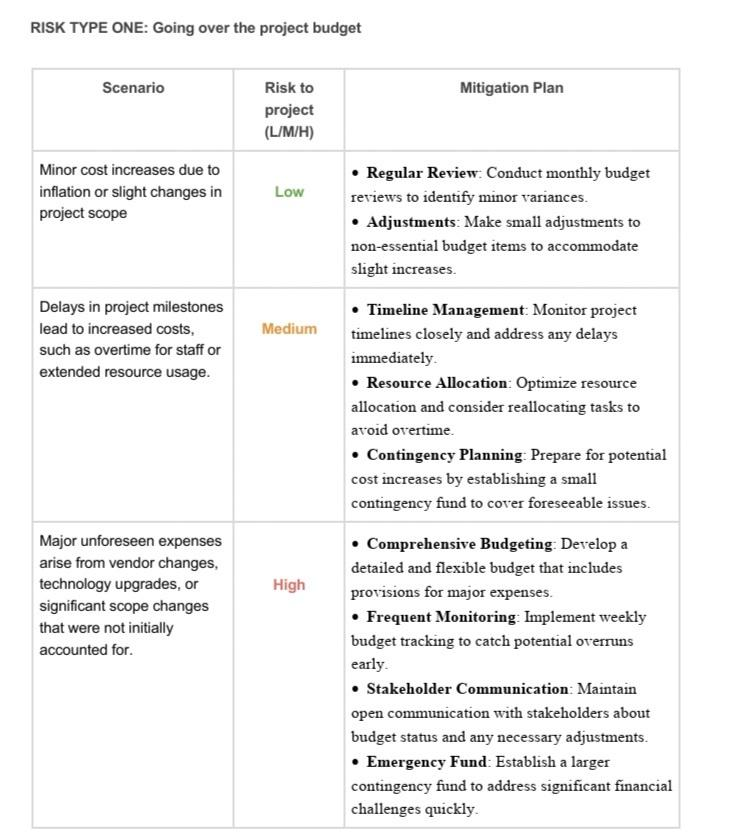 RISK TYPE ONE: Going over the project budget
Scenario
Risk to
project
(L/M/H)
Mitigation Plan
Minor cost increases due to
inflation or slight changes in
project scope
Low
• Regular Review: Conduct monthly budget
reviews to identify minor variances.
• Adjustments: Make small adjustments to
non-essential budget items to accommodate
slight increases.
Delays in project milestones
lead to increased costs,
such as overtime for staff or
extended resource usage.
Medium
• Timeline Management: Monitor project
timelines closely and address any delays
immediately.
• Resource Allocation: Optimize resource
allocation and consider reallocating tasks to
avoid overtime.
• Contingency Planning: Prepare for potential
cost increases by establishing a small
contingency fund to cover foreseeable issues.
Major unforeseen expenses
arise from vendor changes,
technology upgrades, or
significant scope changes
that were not initially
accounted for.
High
• Comprehensive Budgeting: Develop a
detailed and flexible budget that includes
provisions for major expenses.
• Frequent Monitoring: Implement weekly
budget tracking to catch potential overruns
early.
• Stakeholder Communication: Maintain
open communication with stakeholders about
budget status and any necessary adjustments.
• Emergency Fund: Establish a larger
contingency fund to address significant financial
challenges quickly.